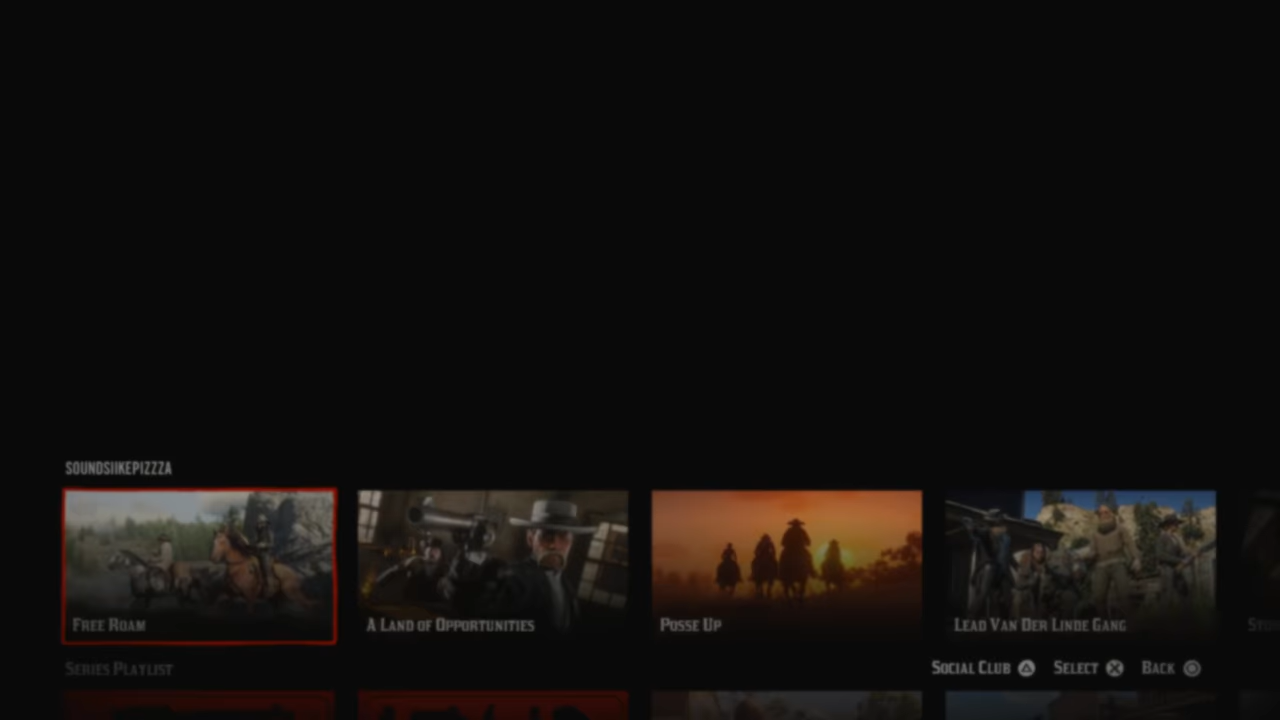 SOUNDSIIKEPIZZZA
FREE ROAM
A LAND OF OPPORTUNITIES
POSSE UP
LEAD VAN DER LINDE GANG
SERIES PLAYLIST
SOCIAL CLUB
SELECT
BACK